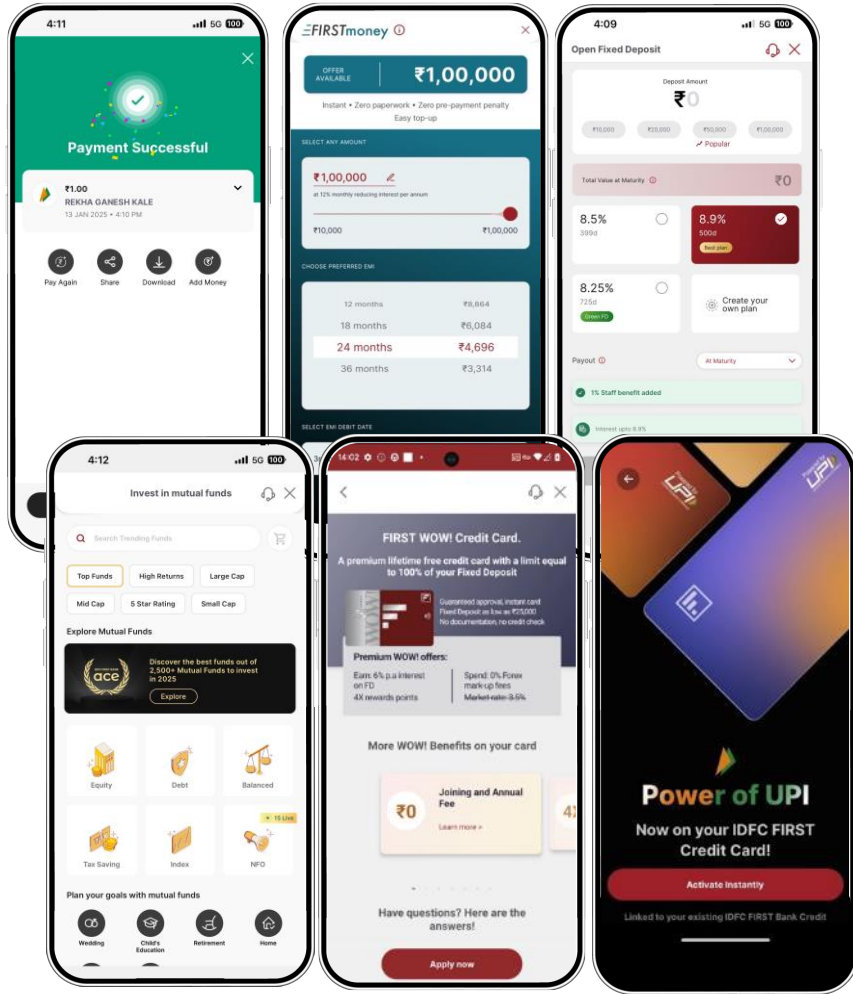 4:11
5G 100
Payment Successful
₹1.00
REKHA GANESH KALE
13 JAN 2025 • 4:10 PM
Pay Again
Share
Download
Add Money
FIRSTmoney
OFFER
AVAILABLE
₹1,00,000
Instant • Zero paperwork • Zero pre-payment penalty
Easy top-up
SELECT ANY AMOUNT
₹1,00,000
at 12% monthly reducing interest per annum
₹10,000
₹1,00,000
CHOOSE PREFERRED EMI
12 months ₹8,864
18 months ₹6,084
24 months ₹4,696
36 months ₹3,314
SELECT EMI DEBIT DATE
4:09
5G 100
Open Fixed Deposit
Deposit Amount
₹0
₹10,000
₹25,000
₹50,000
₹1,00,000
Popular
Total Value at Maturity
₹0
8.5%
399d
8.9%
500d
Best plan
8.25%
725d
Green FD
Create your
own plan
Payout
At Maturity
1% Staff benefit added
Interest upto 8.9%
4:12
5G 100
Invest in mutual funds
Search Trending Funds
Top Funds
High Returns
Large Cap
Mid Cap
5 Star Rating
Small Cap
Explore Mutual Funds
ace
Discover the best funds out of
2,500+ Mutual Funds to invest
in 2025
Explore
Equity
Debt
Balanced
15 Live
Tax Saving
Index
NFO
Plan your goals with mutual funds
Wedding
Child's
Education
Retirement
Home
14:02
FIRST WOW! Credit Card.
A premium lifetime free credit card with a limit equal
to 100% of your Fixed Deposit
Guaranteed approval, instant card
Fixed Deposit as low as ₹25,000
No documentation, no credit check
Premium WOW! offers:
Earn: 6% p.a interest
on FD
4X rewards points
Spend: 0% Forex
mark-up fees
Market rate: 3.5%
More WOW! Benefits on your card
₹0
Joining and Annual
Fee
Learn more >
4X
Have questions? Here are the
answers!
Apply now
Powered by
UPI
Powered by
UPI
Power of UPI
Now on your IDFC FIRST
Credit Card!
Activate Instantly
Linked to your existing IDFC FIRST Bank Credit